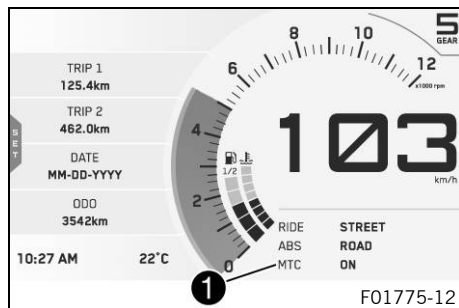 5
GEAR
8
10
6
12
x1000 rpm
TRIP 1
125.4km
TRIP 2
462.0km
4
SET
DATE
MM-DD-YYYY
1/2
103
km/h
2
ODO
3542km
RIDE STREET
ABS ROAD
MTC ON
10:27 AM 22°C
0
1
F01775-12